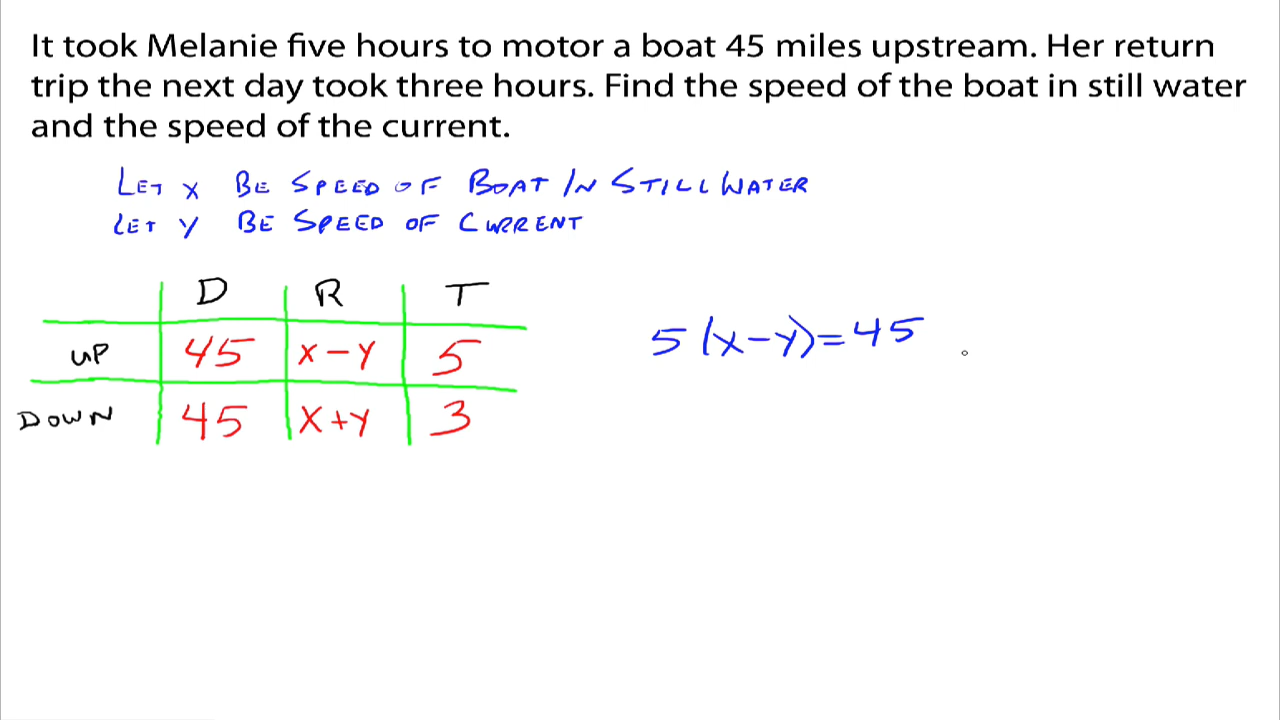 It took Melanie five hours to motor a boat 45 miles upstream. Her return
trip the next day took three hours. Find the speed of the boat in still water
and the speed of the current.
LET X BE SPEED OF BOAT IN STILL WATER
LET Y BE SPEED OF CURRENT
D R T
UP 45 X-Y 5
5(X-Y)=45
DOWN 45 X+Y 3